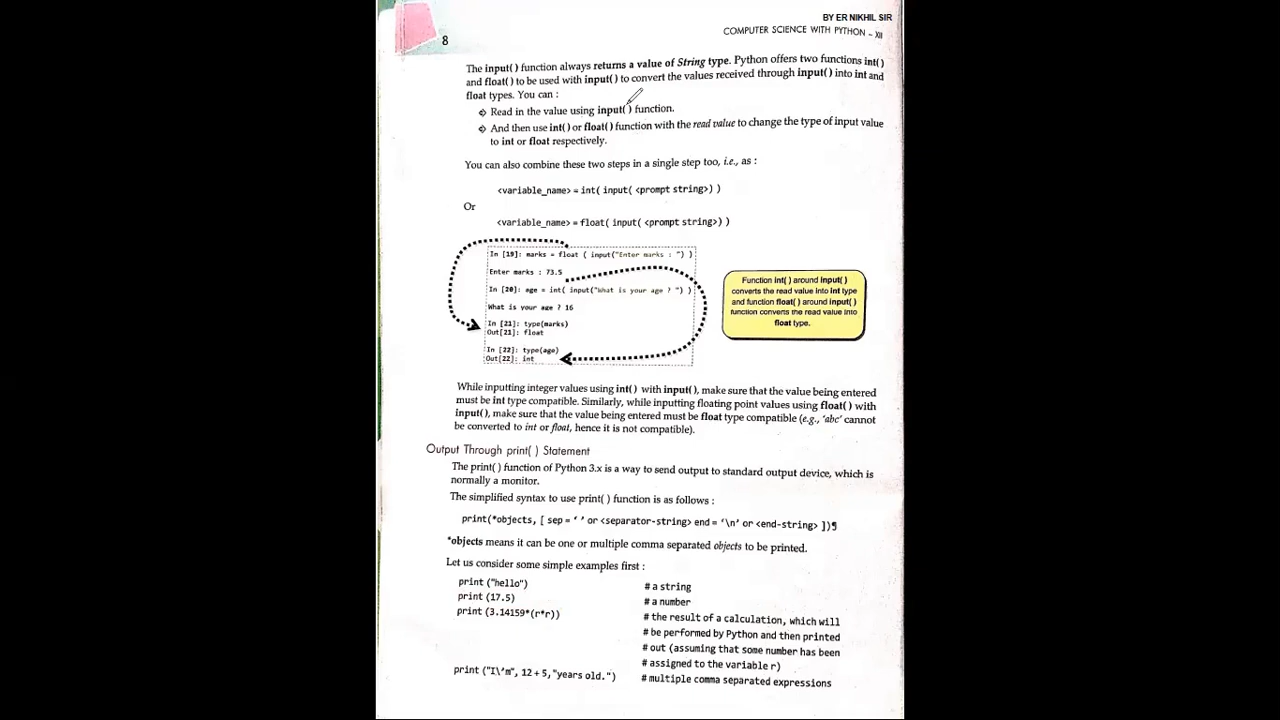 BY ER NIKHIL SIR
COMPUTER SCIENCE WITH PYTHON – XII
8
The input( ) function always returns a value of String type. Python offers two functions int( )
and float( ) to be used with input( ) to convert the values received through input( ) into int and
float types. You can :
Read in the value using input( ) function.
And then use int( ) or float( ) function with the read value to change the type of input value
to int or float respectively.
You can also combine these two steps in a single step too, i.e., as :
<variable_name> = int( input( <prompt string>) )
Or
<variable_name> = float( input( <prompt string>) )
In [19]: marks = float ( input("Enter marks : ") )
Enter marks : 73.5
In [20]: age = int( input("What is your age ? ") )
What is your age ? 16
In [21]: type(marks)
Out[21]: float
In [22]: type(age)
Out[22]: int
Function int( ) around input( )
converts the read value into int type
and function float( ) around input( )
function converts the read value into
float type.
While inputting integer values using int( ) with input( ), make sure that the value being entered
must be int type compatible. Similarly, while inputting floating point values using float( ) with
input( ), make sure that the value being entered must be float type compatible (e.g., 'abc' cannot
be converted to int or float, hence it is not compatible).
Output Through print( ) Statement
The print( ) function of Python 3.x is a way to send output to standard output device, which is
normally a monitor.
The simplified syntax to use print( ) function is as follows :
print(*objects, [ sep = ' ' or <separator-string> end = '\n' or <end-string> ])¶
*objects means it can be one or multiple comma separated objects to be printed.
Let us consider some simple examples first :
print ("hello") # a string
print (17.5) # a number
print (3.14159*(r*r)) # the result of a calculation, which will
# be performed by Python and then printed
# out (assuming that some number has been
# assigned to the variable r)
print ("I\'m", 12 + 5, "years old.") # multiple comma separated expressions